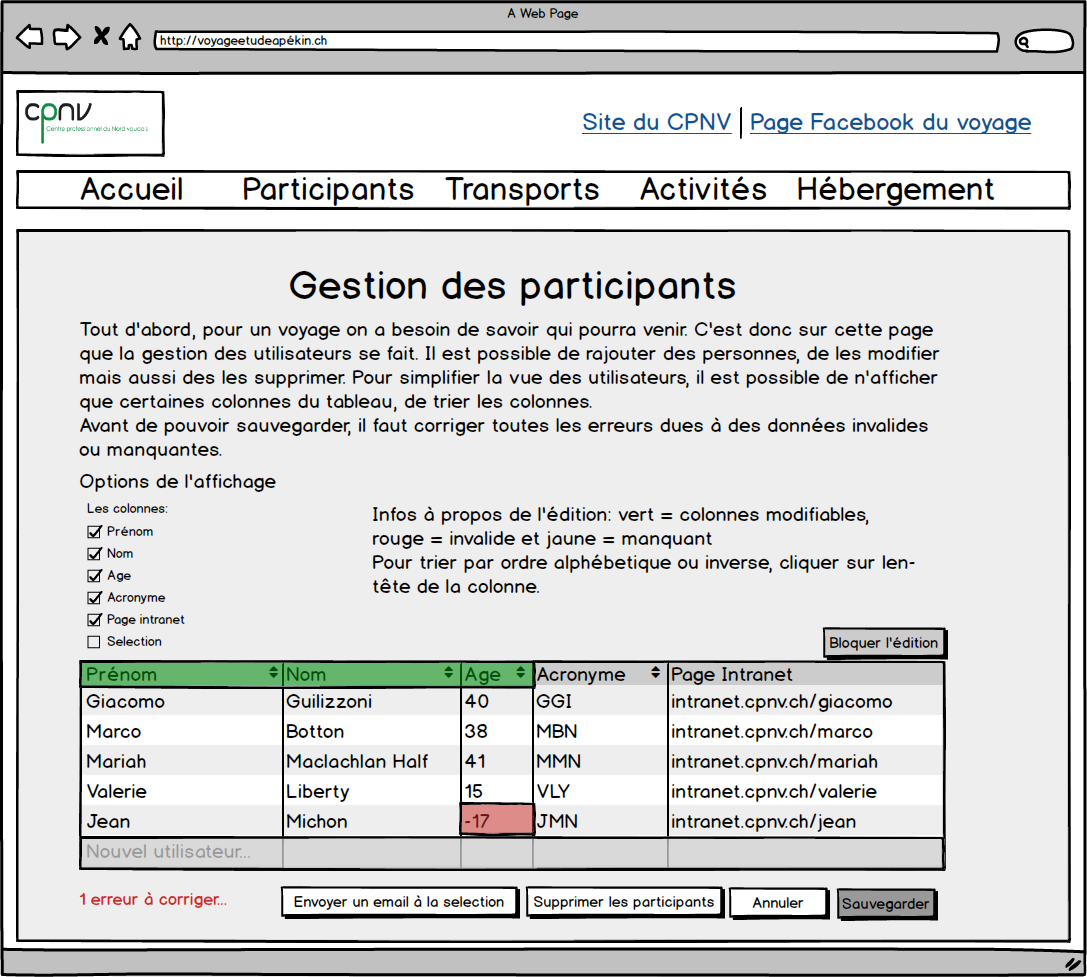 A Web Page
http://voyageetudeapékin.ch
cpnv
Centre professionnel du Nord vaudois
Site du CPNV | Page Facebook du voyage
Accueil Participants Transports Activités Hébergement
Gestion des participants
Tout d'abord, pour un voyage on a besoin de savoir qui pourra venir. C'est donc sur cette page
que la gestion des utilisateurs se fait. Il est possible de rajouter des personnes, de les modifier
mais aussi des les supprimer. Pour simplifier la vue des utilisateurs, il est possible de n'afficher
que certaines colonnes du tableau, de trier les colonnes.
Avant de pouvoir sauvegarder, il faut corriger toutes les erreurs dues à des données invalides
ou manquantes.
Options de l'affichage
Les colonnes:
Prénom
Nom
Age
Acronyme
Page intranet
Selection
Infos à propos de l'édition: vert = colonnes modifiables,
rouge = invalide et jaune = manquant
Pour trier par ordre alphébetique ou inverse, cliquer sur len-
tête de la colonne.
Bloquer l'édition
Prénom Nom Age Acronyme Page Intranet
Giacomo Guilizzoni 40 GGI intranet.cpnv.ch/giacomo
Marco Botton 38 MBN intranet.cpnv.ch/marco
Mariah Maclachlan Half 41 MMN intranet.cpnv.ch/mariah
Valerie Liberty 15 VLY intranet.cpnv.ch/valerie
Jean Michon -17 JMN intranet.cpnv.ch/jean
Nouvel utilisateur...
1 erreur à corriger... Envoyer un email à la selection Supprimer les participants Annuler Sauvegarder